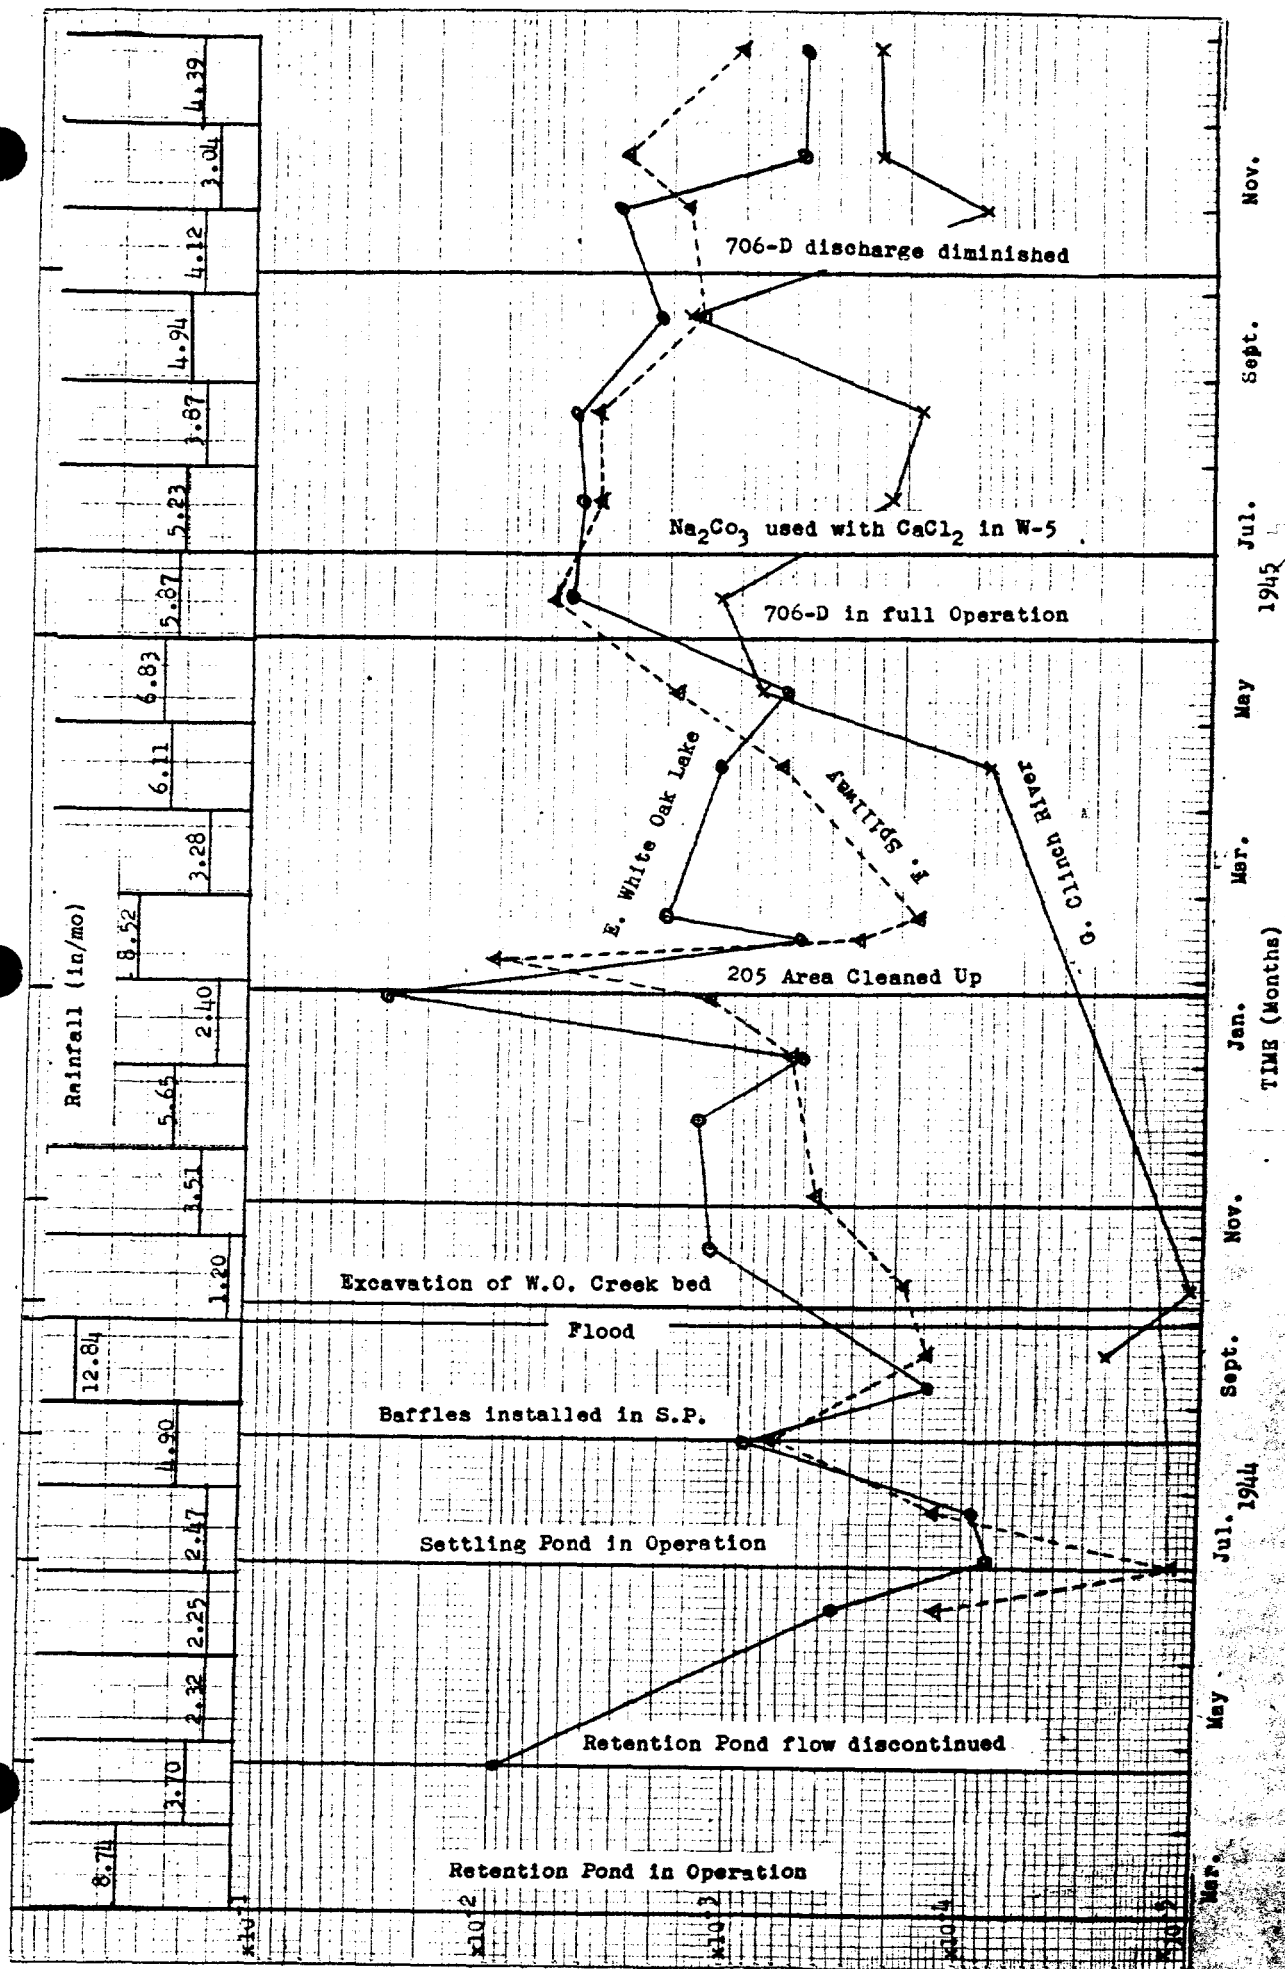 4.39
3.04
4.12
4.94
3.87
5.23
5.87
6.83
6.11
3.28
8.52
2.40
5.65
3.51
1.20
12.84
4.90
2.47
2.25
2.32
3.70
8.74
Rainfall (in/mo)
706-D discharge diminished
Na₂Co₃ used with CaCl₂ in W-5
706-D in full Operation
E. White Oak Lake
F. Spillway
G. Clinch River
205 Area Cleaned Up
Excavation of W.O. Creek bed
Flood
Baffles installed in S.P.
Settling Pond in Operation
Retention Pond flow discontinued
Retention Pond in Operation
x10-1
x10-2
x10-3
x10-4
x10-5
Nov.
Sept.
Jul.
1945
May
Mar.
Jan.
TIME (Months)
Nov.
Sept.
1944
Jul.
May
Mar.